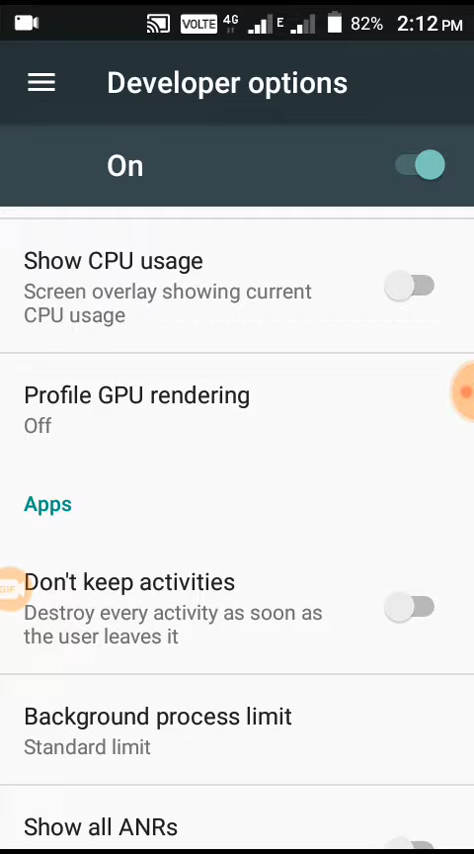 VOLTE 4G E 82% 2:12 PM
Developer options
On
Show CPU usage
Screen overlay showing current
CPU usage
Profile GPU rendering
Off
Apps
GIF
Don't keep activities
Destroy every activity as soon as
the user leaves it
Background process limit
Standard limit
Show all ANRs